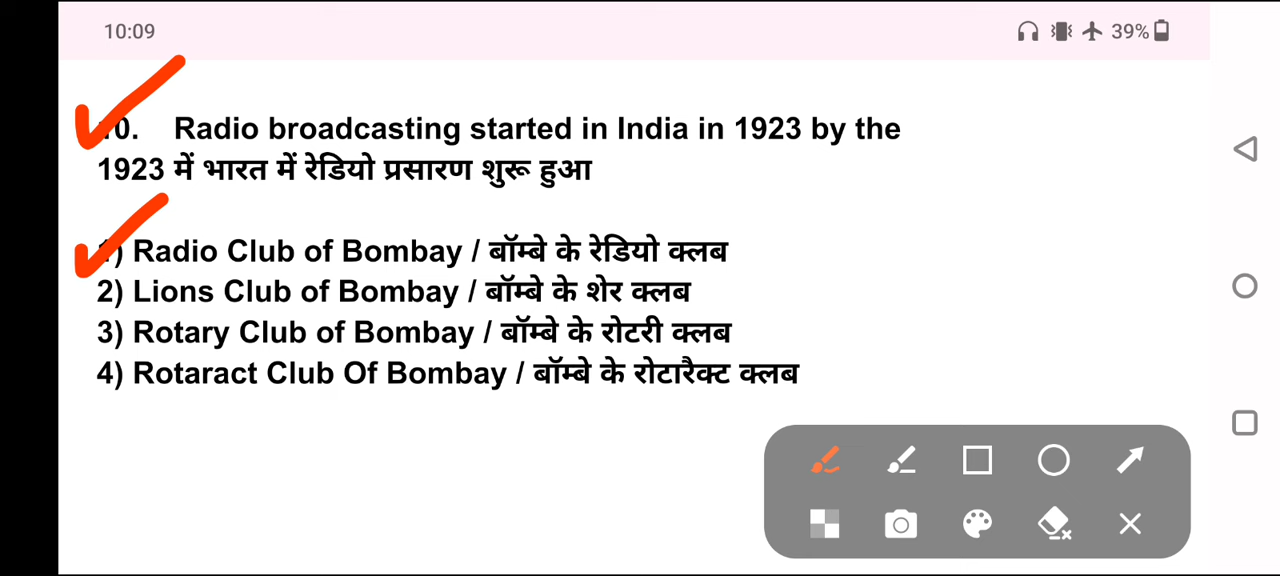 10:09
39%
10. Radio broadcasting started in India in 1923 by the
1923 में भारत में रेडियो प्रसारण शुरू हुआ
1) Radio Club of Bombay / बॉम्बे के रेडियो क्लब
2) Lions Club of Bombay / बॉम्बे के शेर क्लब
3) Rotary Club of Bombay / बॉम्बे के रोटरी क्लब
4) Rotaract Club Of Bombay / बॉम्बे के रोटारैक्ट क्लब